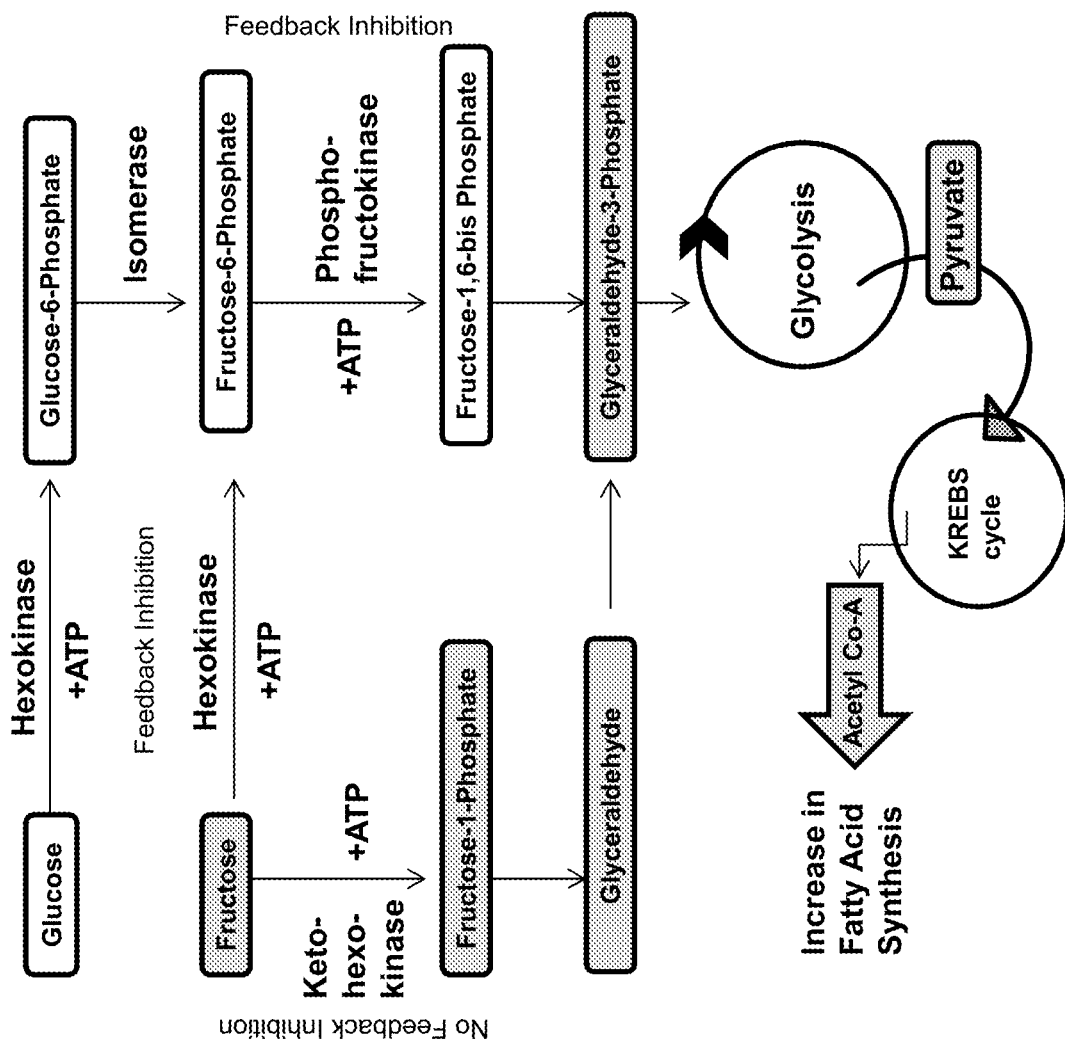 Glucose
Hexokinase
+ATP
Glucose-6-Phosphate
Feedback Inhibition
Isomerase
Fructose
Hexokinase
+ATP
Fructose-6-Phosphate
No Feedback Inhibition
Keto-
hexo-
kinase
+ATP
+ATP
Phospho-
fructokinase
Feedback Inhibition
Fructose-1-Phosphate
Fructose-1,6-bis Phosphate
Glyceraldehyde
Glyceraldehyde-3-Phosphate
Glycolysis
Pyruvate
KREBS
cycle
Acetyl Co-A
Increase in
Fatty Acid
Synthesis